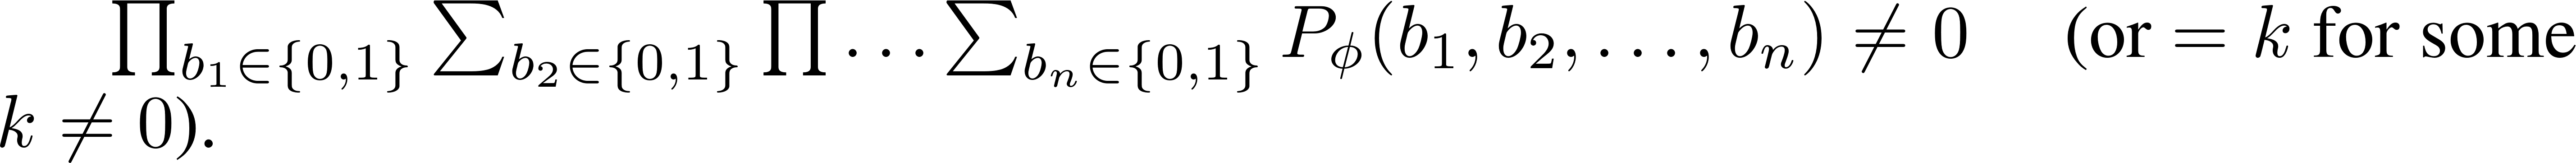 ∏_{b_1∈{0,1}} ∑_{b_2∈{0,1}} ∏ ⋯ ∑_{b_n∈{0,1}} P_ϕ(b_1, b_2, …, b_n) ≠ 0 (or = k for some
k ≠ 0).